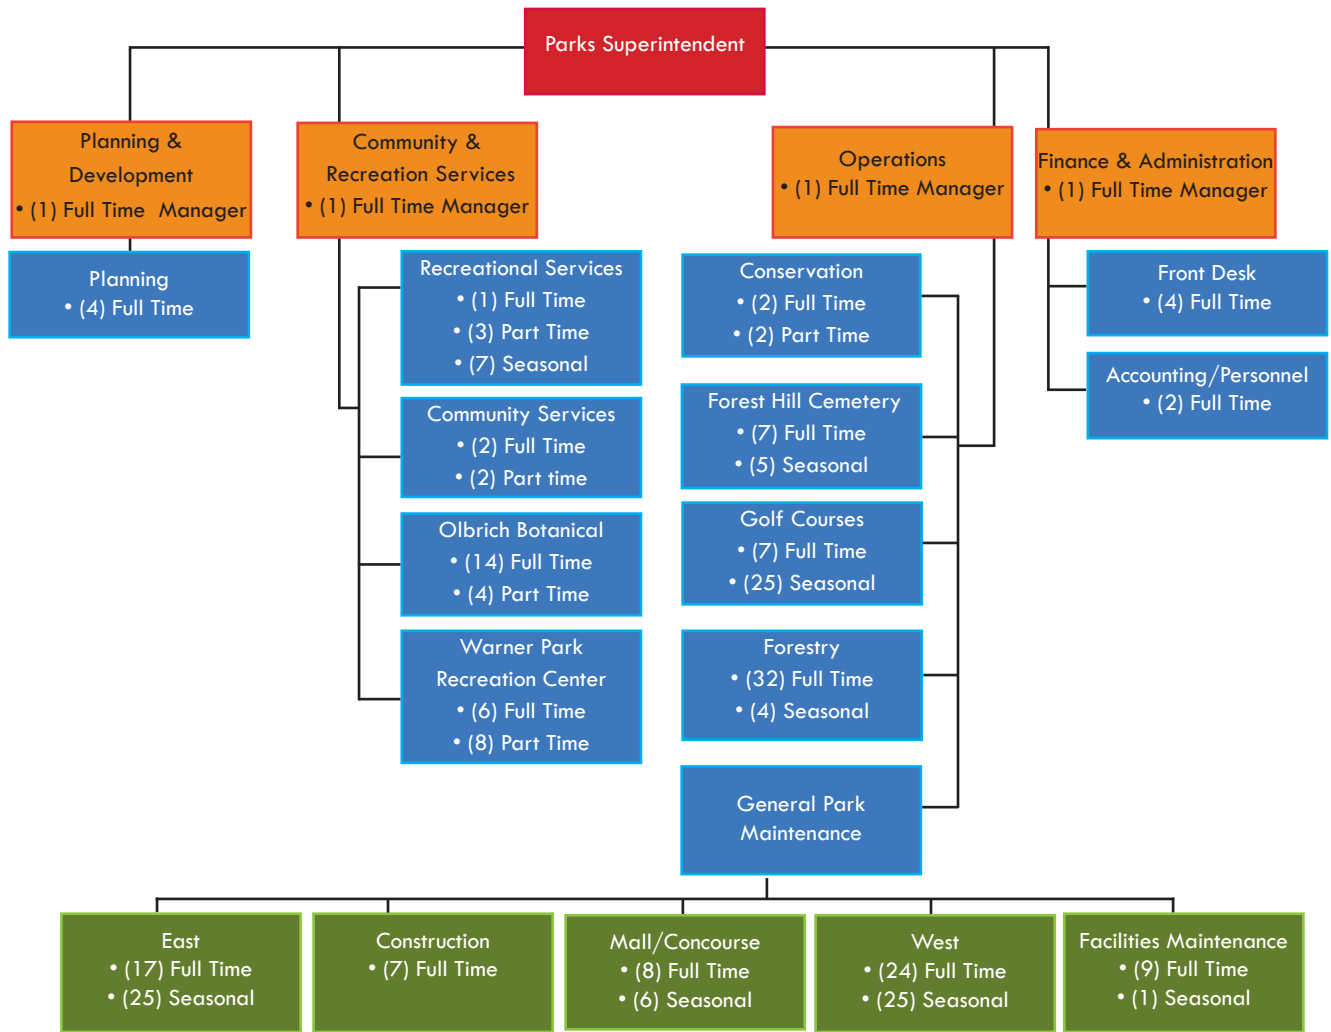 Parks Superintendent
Planning &
Development
• (1) Full Time Manager
Community &
Recreation Services
• (1) Full Time Manager
Operations
• (1) Full Time Manager
Finance & Administration
• (1) Full Time Manager
Planning
• (4) Full Time
Recreational Services
• (1) Full Time
• (3) Part Time
• (7) Seasonal
Community Services
• (2) Full Time
• (2) Part time
Olbrich Botanical
• (14) Full Time
• (4) Part Time
Warner Park
Recreation Center
• (6) Full Time
• (8) Part Time
Conservation
• (2) Full Time
• (2) Part Time
Forest Hill Cemetery
• (7) Full Time
• (5) Seasonal
Golf Courses
• (7) Full Time
• (25) Seasonal
Forestry
• (32) Full Time
• (4) Seasonal
General Park
Maintenance
Front Desk
• (4) Full Time
Accounting/Personnel
• (2) Full Time
East
• (17) Full Time
• (25) Seasonal
Construction
• (7) Full Time
Mall/Concourse
• (8) Full Time
• (6) Seasonal
West
• (24) Full Time
• (25) Seasonal
Facilities Maintenance
• (9) Full Time
• (1) Seasonal